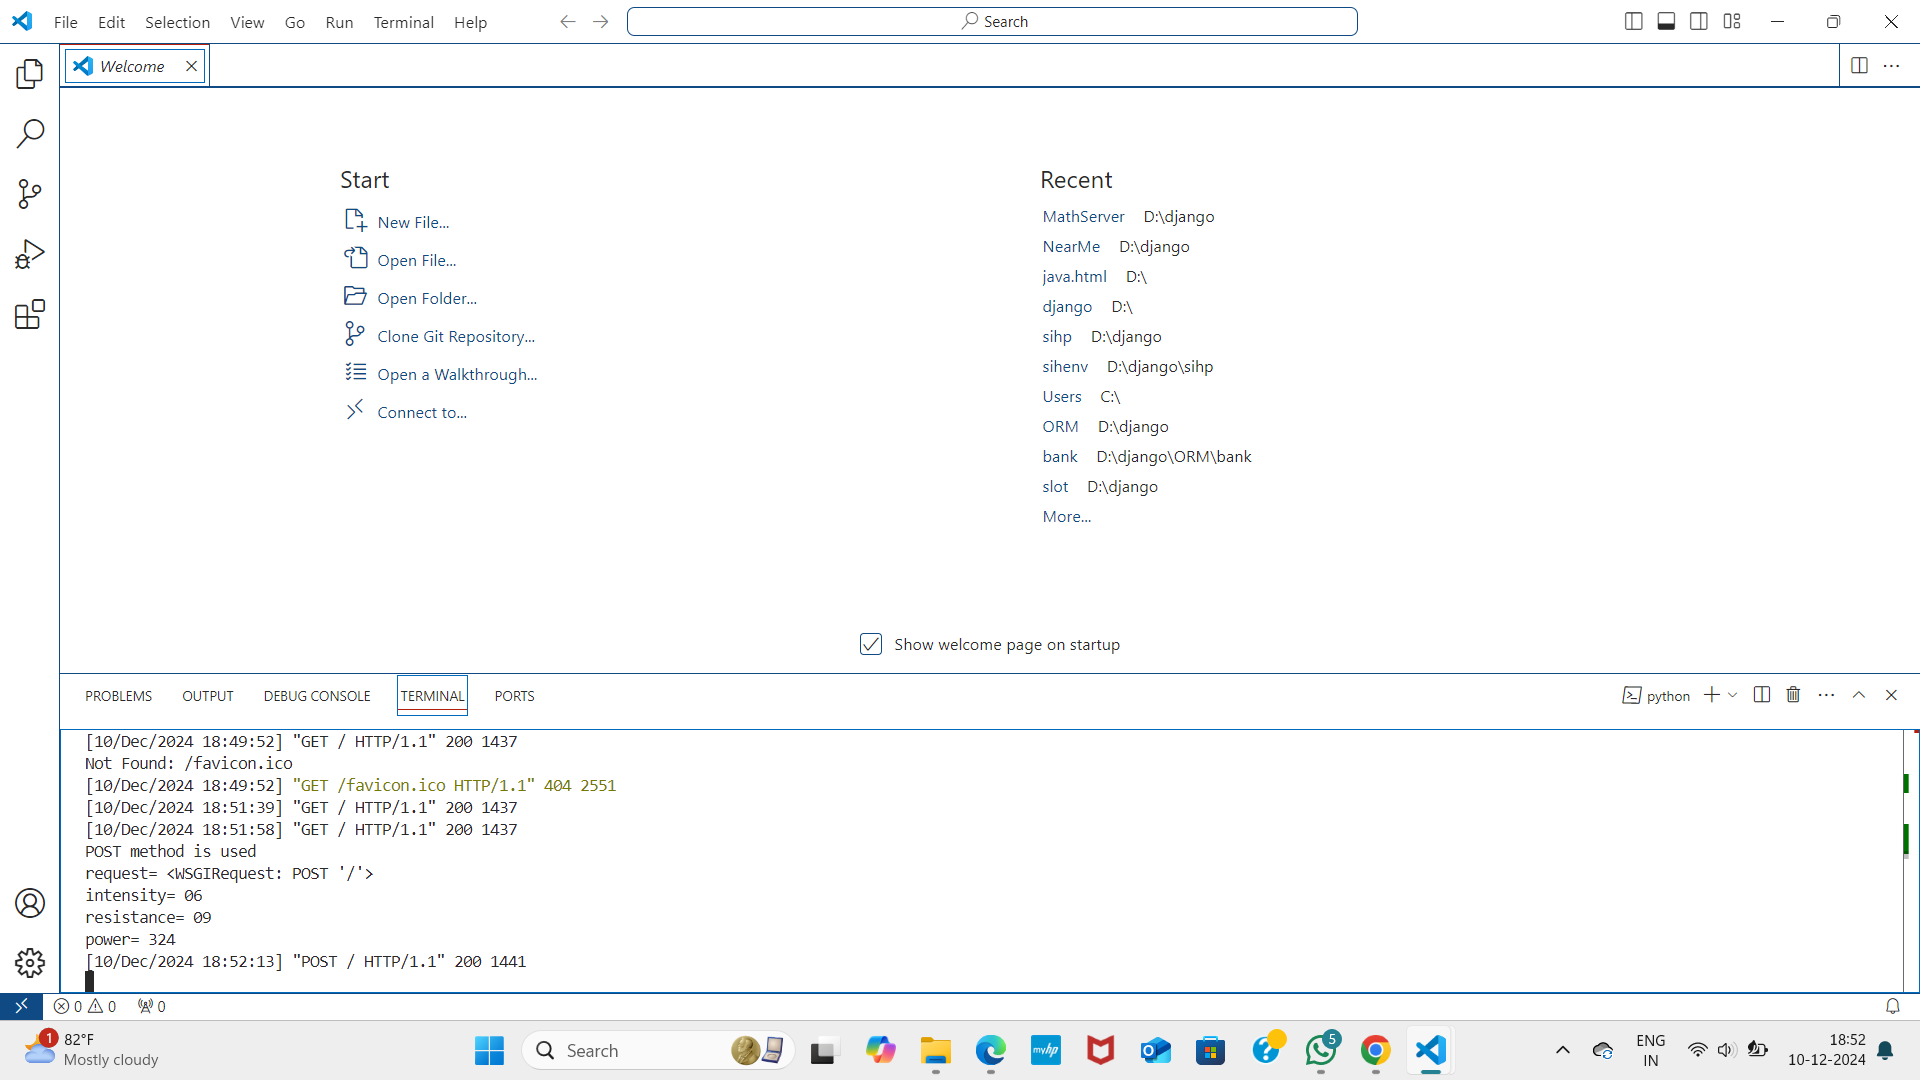 File Edit Selection View Go Run Terminal Help
Search
Welcome
Start
New File...
Open File...
Open Folder...
Clone Git Repository...
Open a Walkthrough...
Connect to...
Recent
MathServer D:\django
NearMe D:\django
java.html D:\
django D:\
sihp D:\django
sihenv D:\django\sihp
Users C:\
ORM D:\django
bank D:\django\ORM\bank
slot D:\django
More...
Show welcome page on startup
PROBLEMS OUTPUT DEBUG CONSOLE TERMINAL PORTS
python
[10/Dec/2024 18:49:52] "GET / HTTP/1.1" 200 1437
Not Found: /favicon.ico
[10/Dec/2024 18:49:52] "GET /favicon.ico HTTP/1.1" 404 2551
[10/Dec/2024 18:51:39] "GET / HTTP/1.1" 200 1437
[10/Dec/2024 18:51:58] "GET / HTTP/1.1" 200 1437
POST method is used
request= <WSGIRequest: POST '/'>
intensity= 06
resistance= 09
power= 324
[10/Dec/2024 18:52:13] "POST / HTTP/1.1" 200 1441
0 0 0
1
82°F
Mostly cloudy
Search
myhp
5
ENG
IN
18:52
10-12-2024